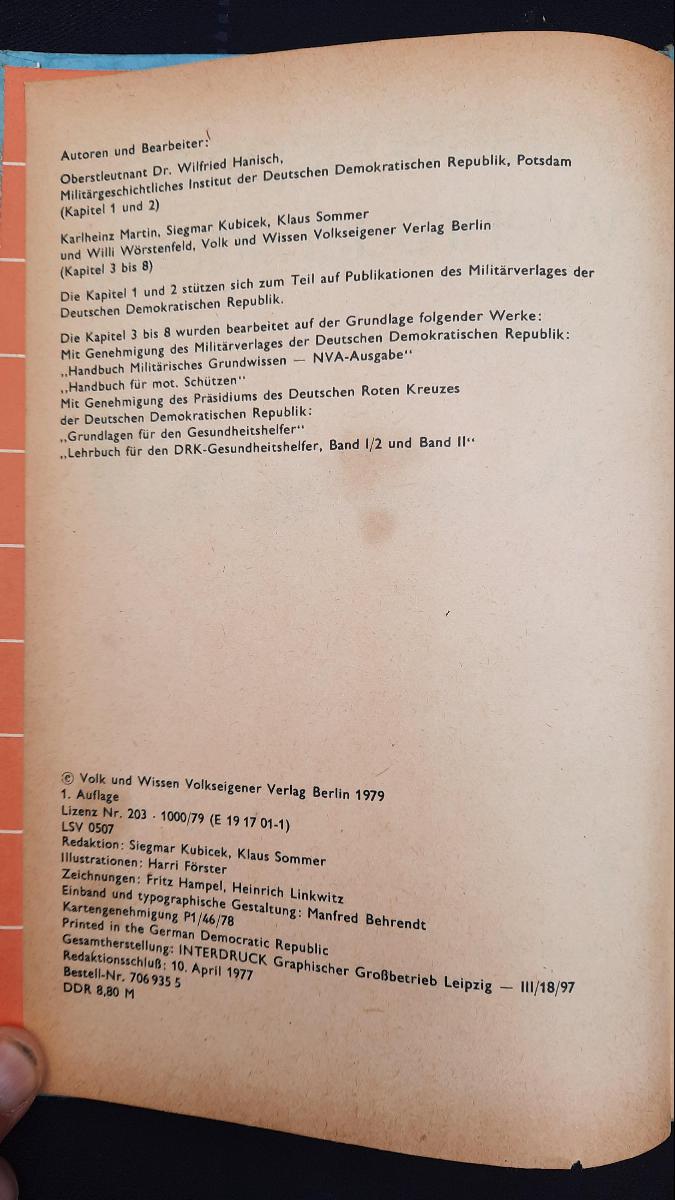 Autoren und Bearbeiter:
Oberstleutnant Dr. Wilfried Hanisch,
Militärgeschichtliches Institut der Deutschen Demokratischen Republik, Potsdam
(Kapitel 1 und 2)
Karlheinz Martin, Siegmar Kubicek, Klaus Sommer
und Willi Wörstenfeld, Volk und Wissen Volkseigener Verlag Berlin
(Kapitel 3 bis 8)
Die Kapitel 1 und 2 stützen sich zum Teil auf Publikationen des Militärverlages der
Deutschen Demokratischen Republik.
Die Kapitel 3 bis 8 wurden bearbeitet auf der Grundlage folgender Werke:
Mit Genehmigung des Militärverlages der Deutschen Demokratischen Republik:
„Handbuch Militärisches Grundwissen — NVA-Ausgabe“
„Handbuch für mot. Schützen“
Mit Genehmigung des Präsidiums des Deutschen Roten Kreuzes
der Deutschen Demokratischen Republik:
„Grundlagen für den Gesundheitshelfer“
„Lehrbuch für den DRK-Gesundheitshelfer, Band I/2 und Band II“
© Volk und Wissen Volkseigener Verlag Berlin 1979
1. Auflage
Lizenz Nr. 203 · 1000/79 (E 19 17 01-1)
LSV 0507
Redaktion: Siegmar Kubicek, Klaus Sommer
Illustrationen: Harri Förster
Zeichnungen: Fritz Hampel, Heinrich Linkwitz
Einband und typographische Gestaltung: Manfred Behrendt
Kartengenehmigung P1/46/78
Printed in the German Democratic Republic
Gesamtherstellung: INTERDRUCK Graphischer Großbetrieb Leipzig — III/18/97
Redaktionsschluß: 10. April 1977
Bestell-Nr. 706 935 5
DDR 8,80 M